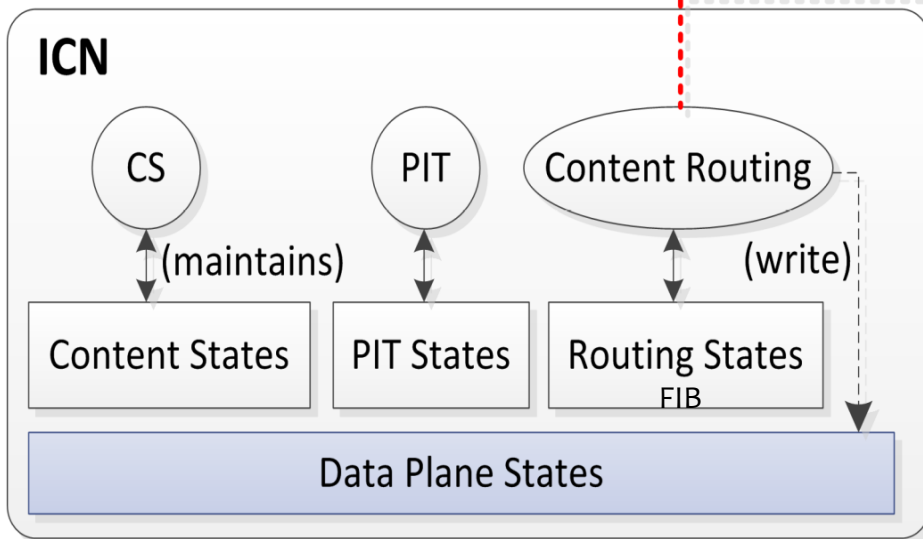 ICN
CS
PIT
Content Routing
(maintains)
(write)
Content States
PIT States
Routing States
FIB
Data Plane States